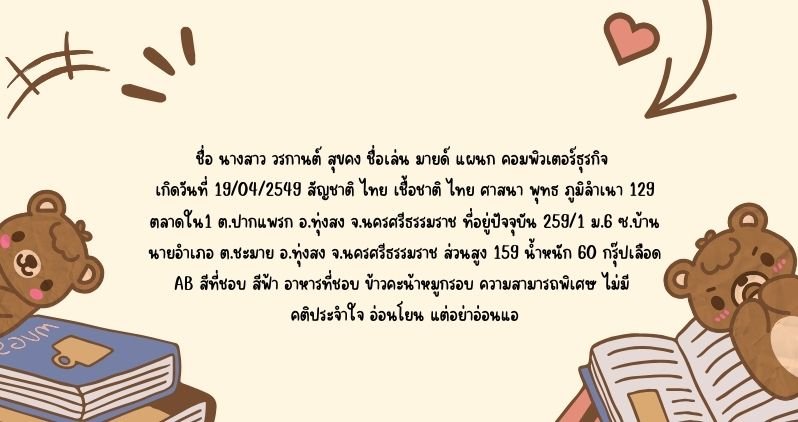 ชื่อ นางสาว วรกานต์ สุขคง ชื่อเล่น มายด์ แผนก คอมพิวเตอร์ธุรกิจ
เกิดวันที่ 19/04/2549 สัญชาติ ไทย เชื้อชาติ ไทย ศาสนา พุทธ ภูมิลำเนา 129
ตลาดใน1 ต.ปากแพรก อ.ทุ่งสง จ.นครศรีธรรมราช ที่อยู่ปัจจุบัน 259/1 ม.6 ซ.บ้าน
นายอำเภอ ต.ชะมาย อ.ทุ่งสง จ.นครศรีธรรมราช ส่วนสูง 159 น้ำหนัก 60 กรุ๊ปเลือด
AB สีที่ชอบ สีฟ้า อาหารที่ชอบ ข้าวคะน้าหมูกรอบ ความสามารถพิเศษ ไม่มี
คติประจำใจ อ่อนโยน แต่อย่าอ่อนแอ